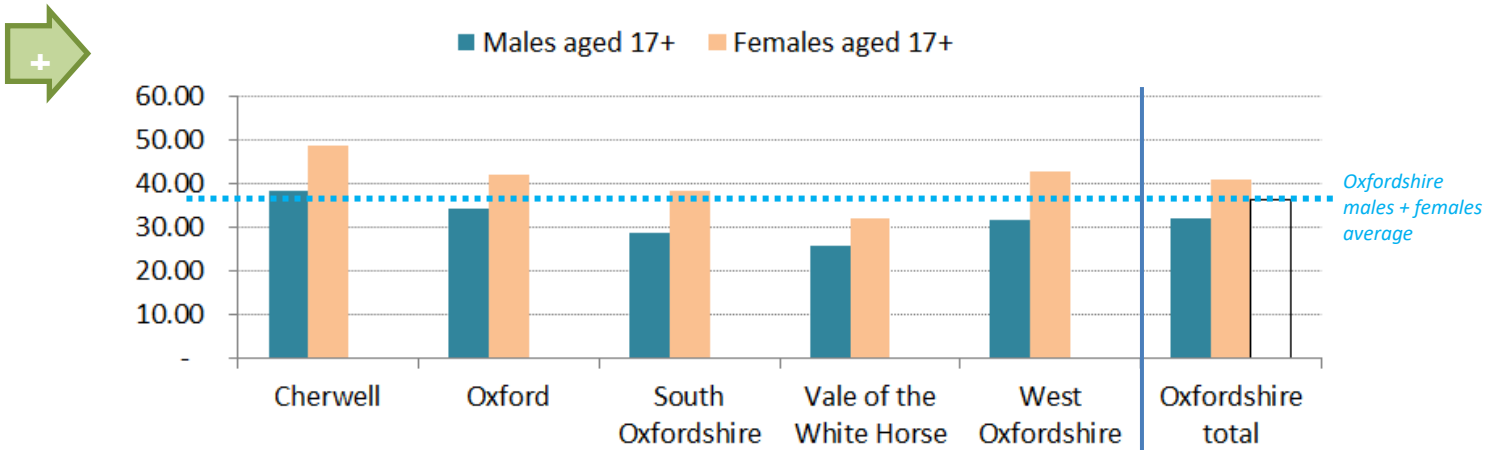 +
Males aged 17+ Females aged 17+
60.00
50.00
40.00
30.00
20.00
10.00
-
Oxfordshire
males + females
average
Cherwell
Oxford
South
Oxfordshire
Vale of the
White Horse
West
Oxfordshire
Oxfordshire
total